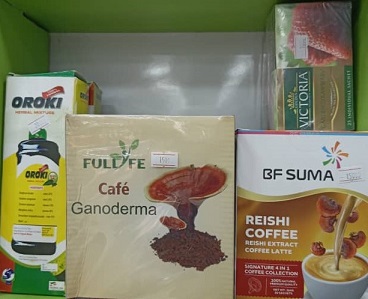 OROKI
HERBAL MIXTURE
OROKI
FULLIFE
Café
Ganoderma
VICTORIA
BF SUMA
REISHI
COFFEE
REISHI EXTRACT
COFFEE LATTE
SIGNATURE 4 IN 1
COFFEE COLLECTION